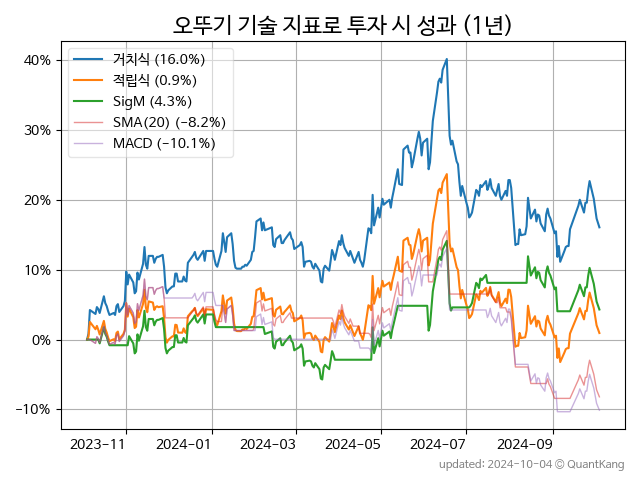 오뚜기 기술 지표로 투자 시 성과 (1년)
40%
30%
20%
10%
0%
−10%
거치식 (16.0%)
적립식 (0.9%)
SigM (4.3%)
SMA(20) (−8.2%)
MACD (−10.1%)
2023-11
2024-01
2024-03
2024-05
2024-07
2024-09
updated: 2024-10-04 © QuantKang